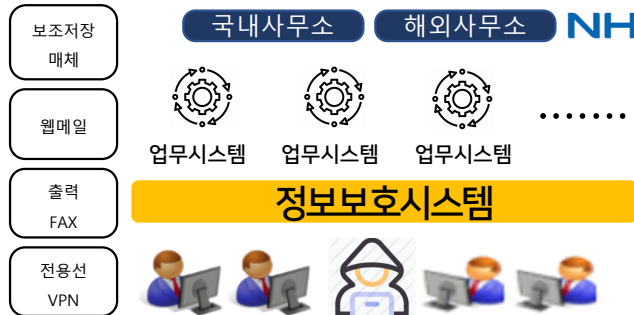 보조저장
매체
국내사무소
해외사무소
NH
웹메일
업무시스템
업무시스템
업무시스템
.......
출력
FAX
정보보호시스템
전용선
VPN